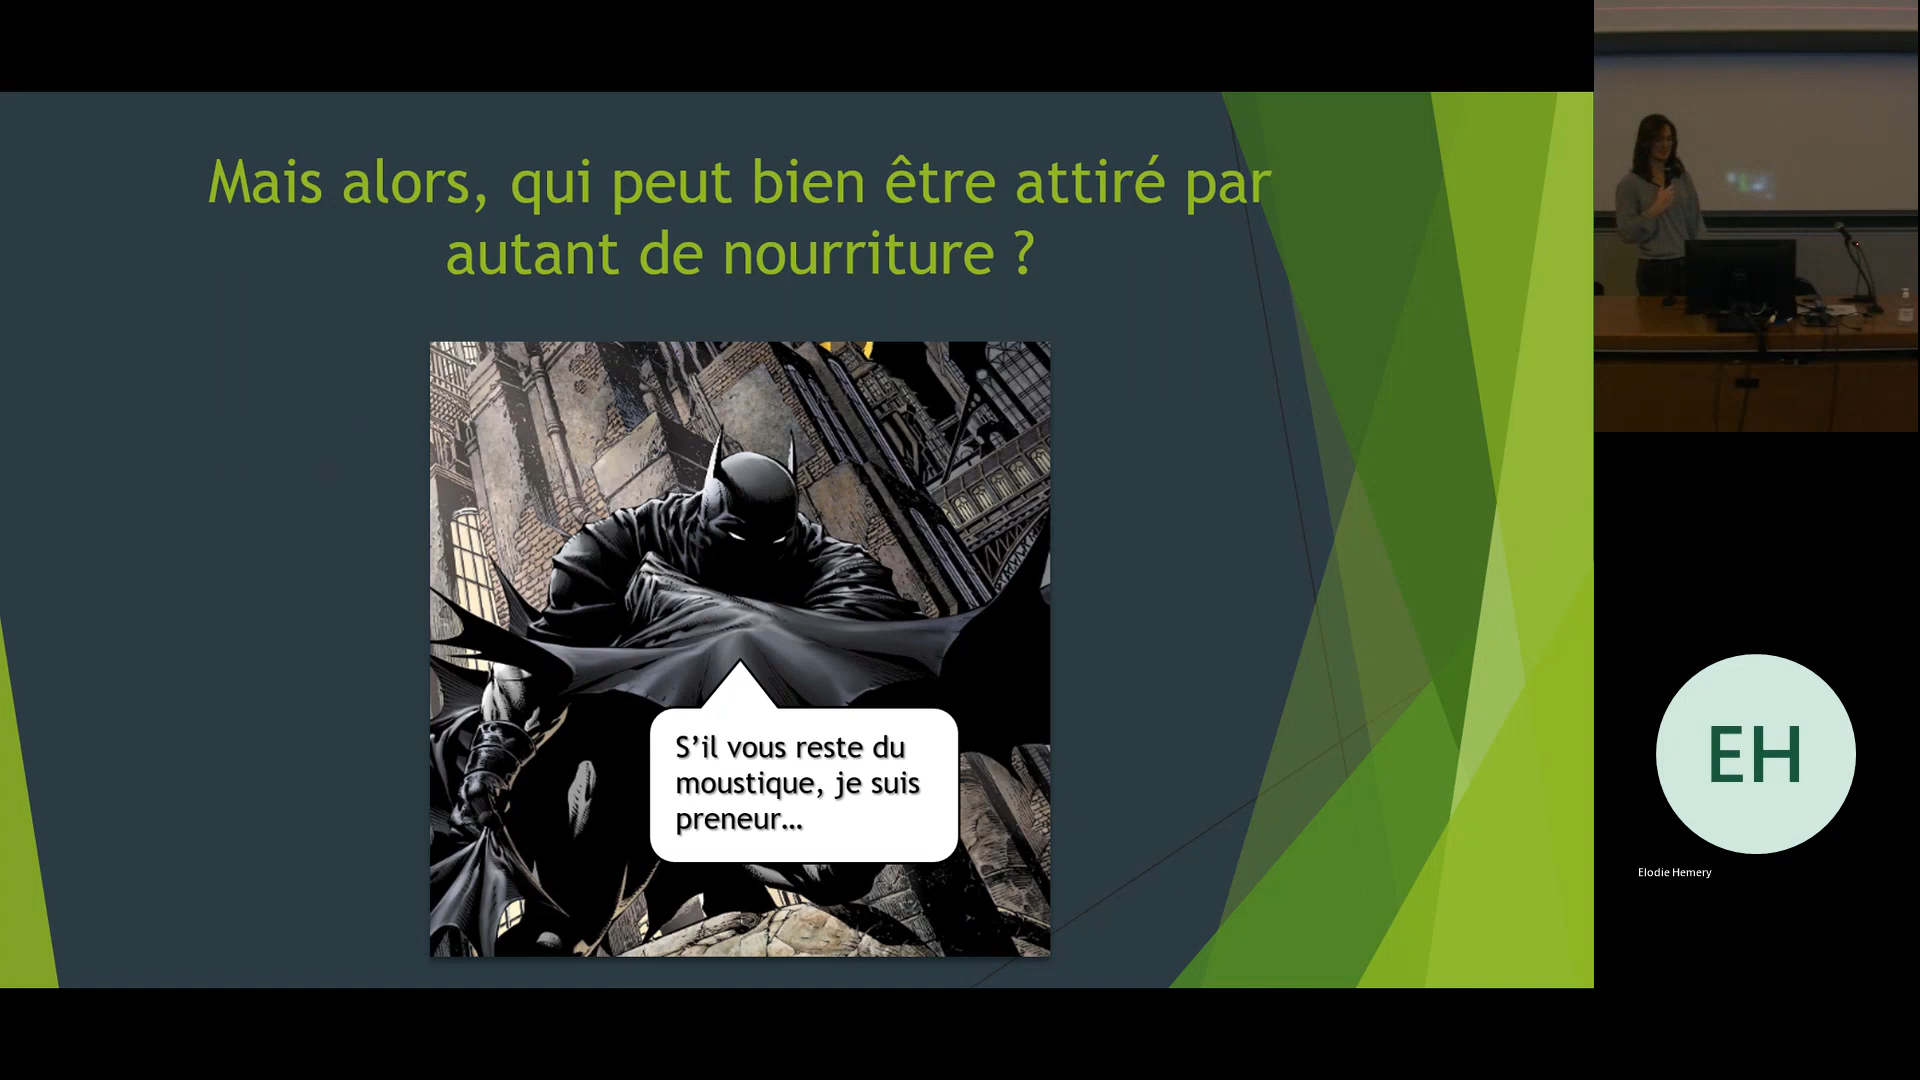 Mais alors, qui peut bien être attiré par
autant de nourriture ?
S’il vous reste du
moustique, je suis
preneur…
EH
Elodie Hemery